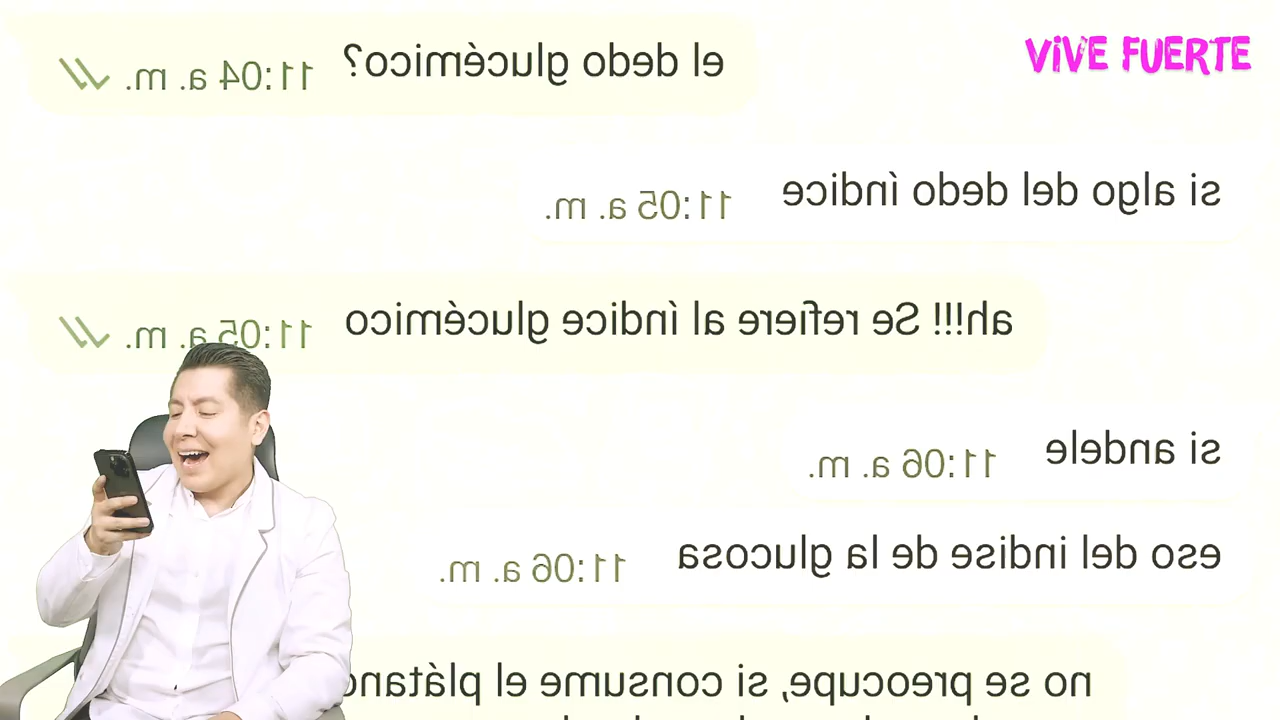 VIVE FUERTE
el dedo glucémico? 11:04 a. m.
si algo del dedo índice 11:05 a. m.
ah!!! Se refiere al índice glucémico 11:05 a. m.
si andele 11:06 a. m.
eso del indise de la glucosa 11:06 a. m.
no se preocupe, si consume el plátano